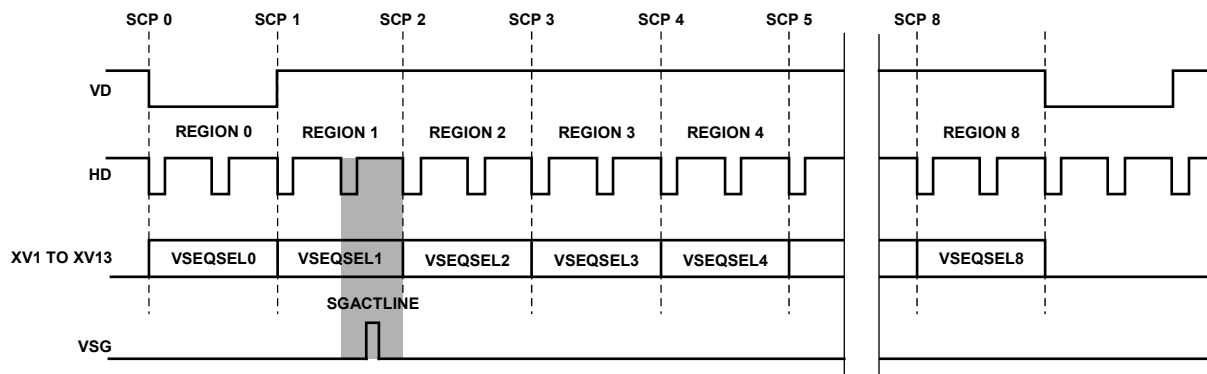 SCP 0 SCP 1 SCP 2 SCP 3 SCP 4 SCP 5 SCP 8
VD
REGION 0 REGION 1 REGION 2 REGION 3 REGION 4 REGION 8
HD
XV1 TO XV13 VSEQSEL0 VSEQSEL1 VSEQSEL2 VSEQSEL3 VSEQSEL4 VSEQSEL8
SGACTLINE
VSG